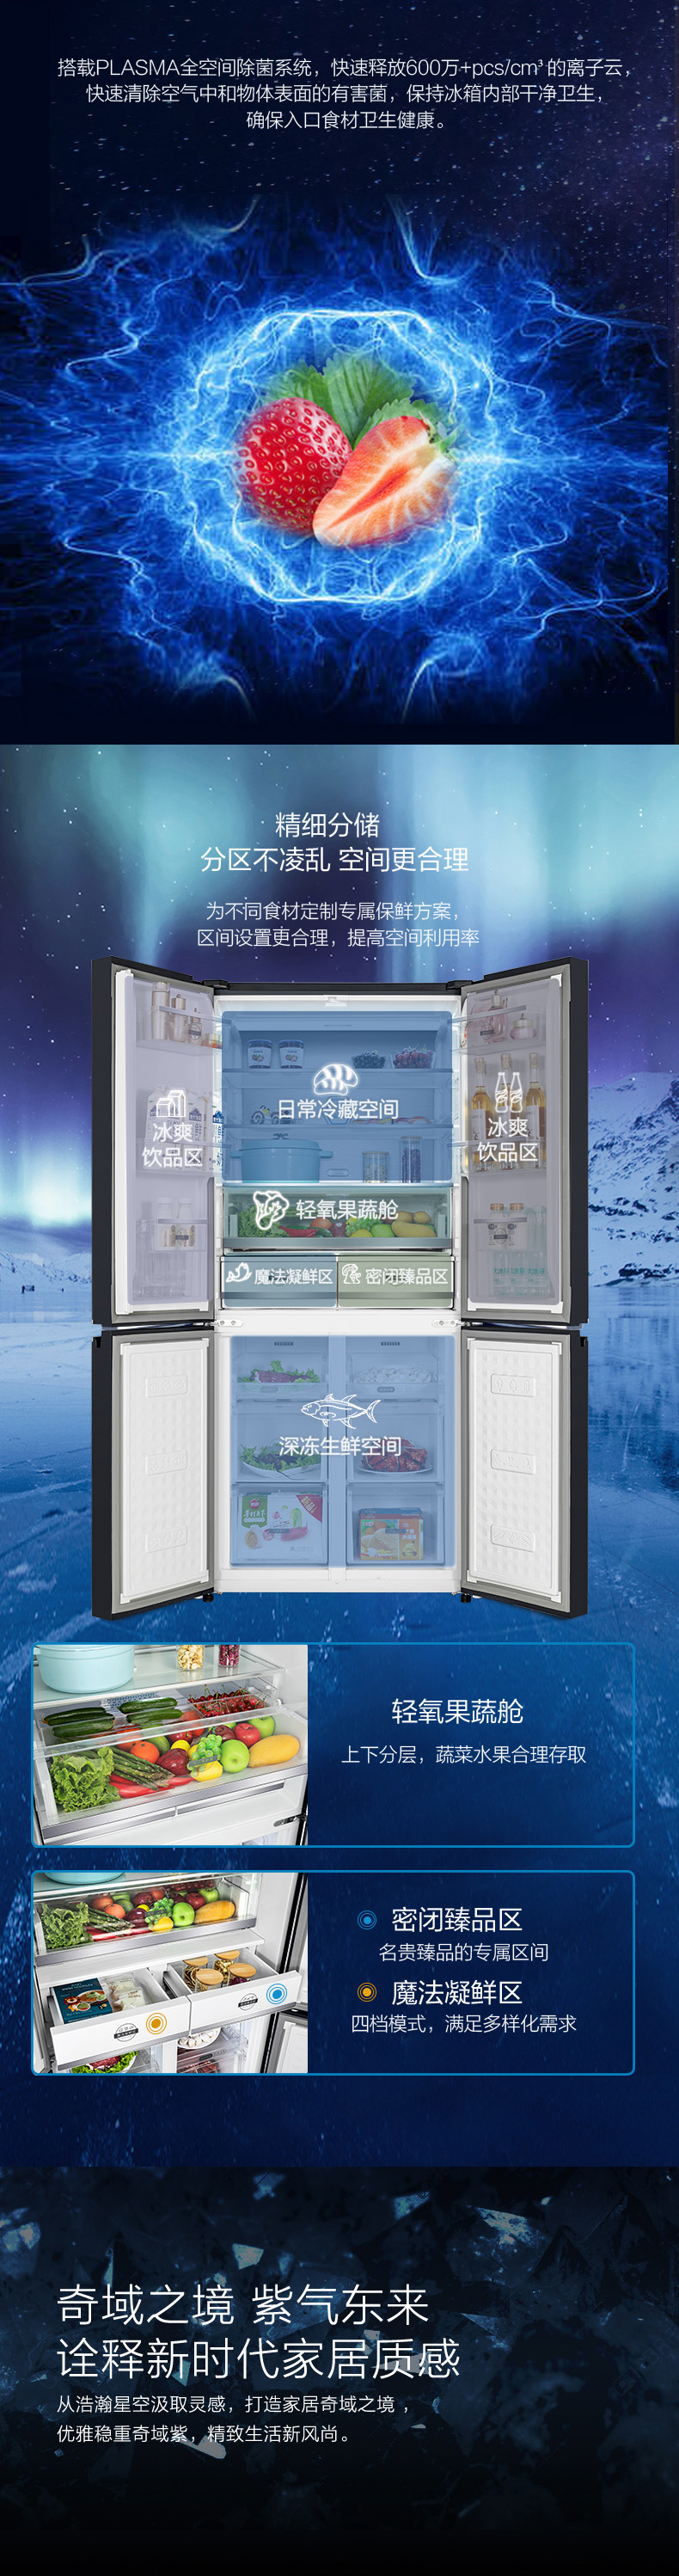 搭载PLASMA全空间除菌系统，快速释放600万+pcs/cm³ 的离子云，
快速清除空气中和物体表面的有害菌，保持冰箱内部干净卫生，
确保入口食材卫生健康。
精细分储
分区不凌乱 空间更合理
为不同食材定制专属保鲜方案，
区间设置更合理，提高空间利用率
日常冷藏空间
冰爽
饮品区
冰爽
饮品区
轻氧果蔬舱
魔法凝鲜区
密闭臻品区
深冻生鲜空间
轻氧果蔬舱
上下分层，蔬菜水果合理存取
密闭臻品区
名贵臻品的专属区间
魔法凝鲜区
四档模式，满足多样化需求
奇域之境 紫气东来
诠释新时代家居质感
从浩瀚星空汲取灵感，打造家居奇域之境，
优雅稳重奇域紫，精致生活新风尚。